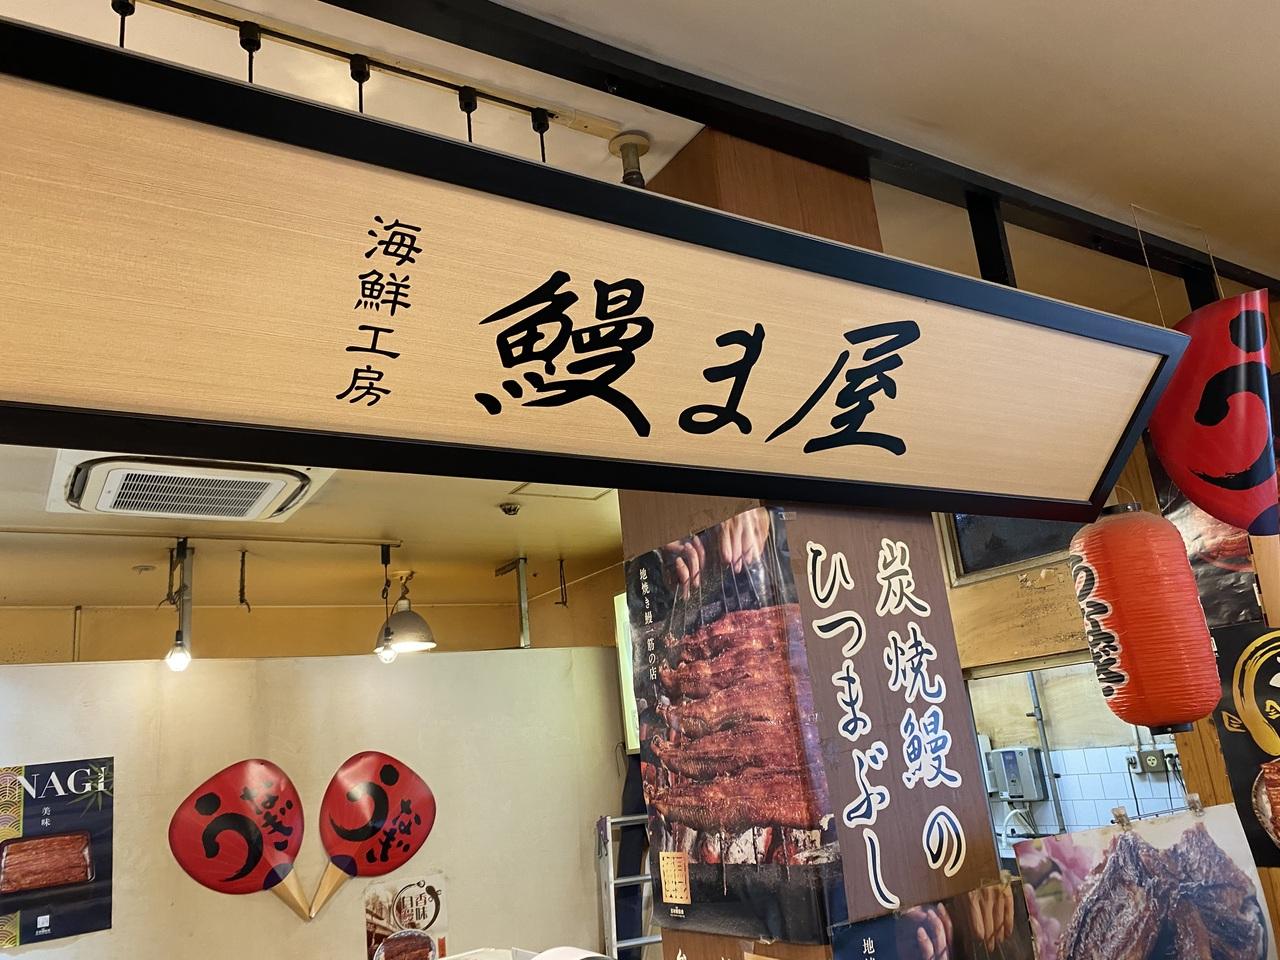 海鮮工房
鰻ま屋
炭焼鰻の
ひつまぶし
地焼き鰻一筋の店
うなぎ
うなぎ
NAGI
美味